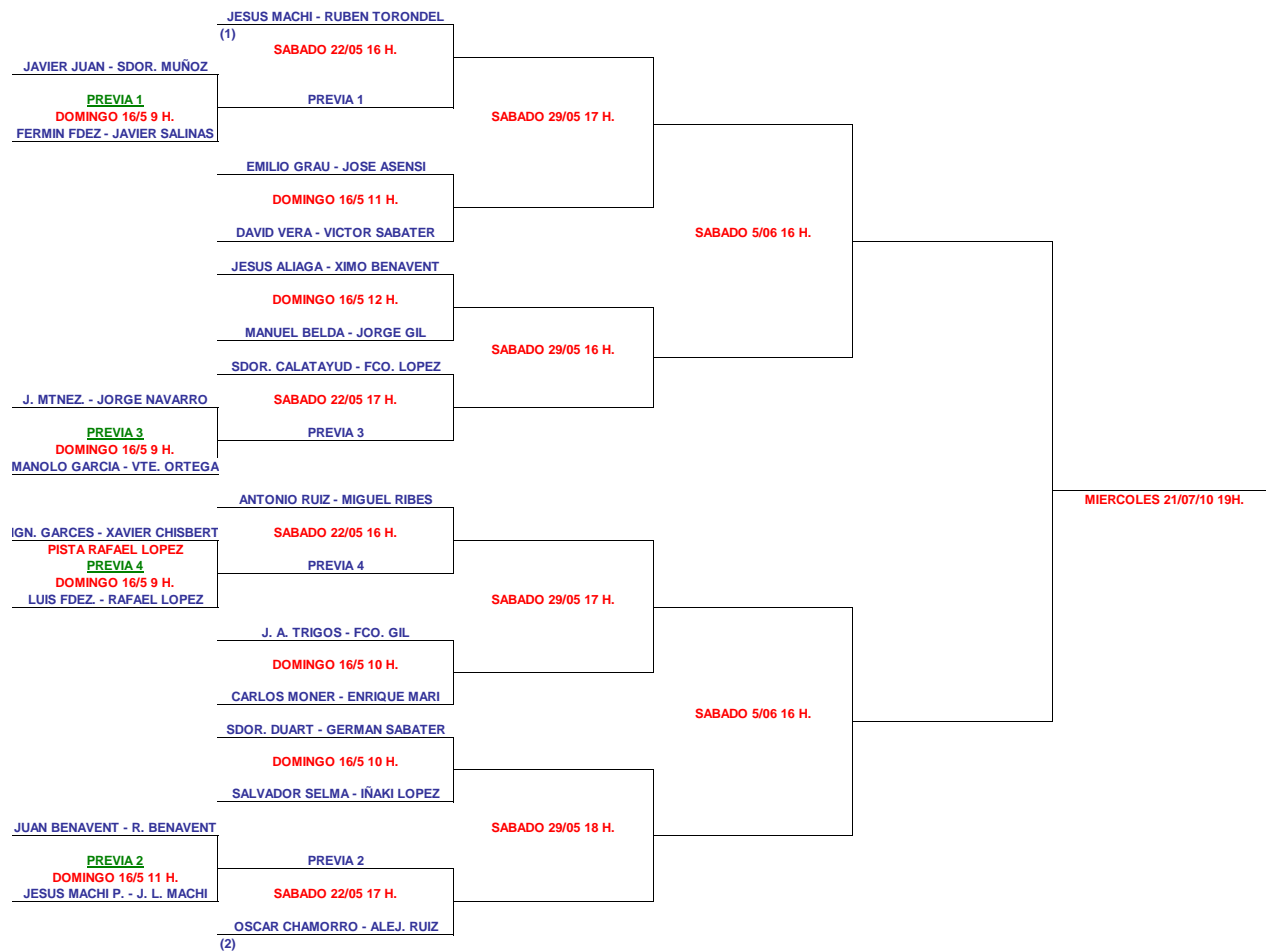 JESUS MACHI - RUBEN TORONDEL
(1)
SABADO 22/05 16 H.
JAVIER JUAN - SDOR. MUÑOZ
PREVIA 1
PREVIA 1
DOMINGO 16/5 9 H.
SABADO 29/05 17 H.
FERMIN FDEZ - JAVIER SALINAS
EMILIO GRAU - JOSE ASENSI
DOMINGO 16/5 11 H.
DAVID VERA - VICTOR SABATER
SABADO 5/06 16 H.
JESUS ALIAGA - XIMO BENAVENT
DOMINGO 16/5 12 H.
MANUEL BELDA - JORGE GIL
SABADO 29/05 16 H.
SDOR. CALATAYUD - FCO. LOPEZ
J. MTNEZ. - JORGE NAVARRO
SABADO 22/05 17 H.
PREVIA 3
PREVIA 3
DOMINGO 16/5 9 H.
MANOLO GARCIA - VTE. ORTEGA
ANTONIO RUIZ - MIGUEL RIBES
MIERCOLES 21/07/10 19H.
IGN. GARCES - XAVIER CHISBERT
SABADO 22/05 16 H.
PISTA RAFAEL LOPEZ
PREVIA 4
PREVIA 4
DOMINGO 16/5 9 H.
LUIS FDEZ. - RAFAEL LOPEZ
SABADO 29/05 17 H.
J. A. TRIGOS - FCO. GIL
DOMINGO 16/5 10 H.
CARLOS MONER - ENRIQUE MARI
SABADO 5/06 16 H.
SDOR. DUART - GERMAN SABATER
DOMINGO 16/5 10 H.
SALVADOR SELMA - IÑAKI LOPEZ
JUAN BENAVENT - R. BENAVENT
SABADO 29/05 18 H.
PREVIA 2
PREVIA 2
DOMINGO 16/5 11 H.
JESUS MACHI P. - J. L. MACHI
SABADO 22/05 17 H.
OSCAR CHAMORRO - ALEJ. RUIZ
(2)